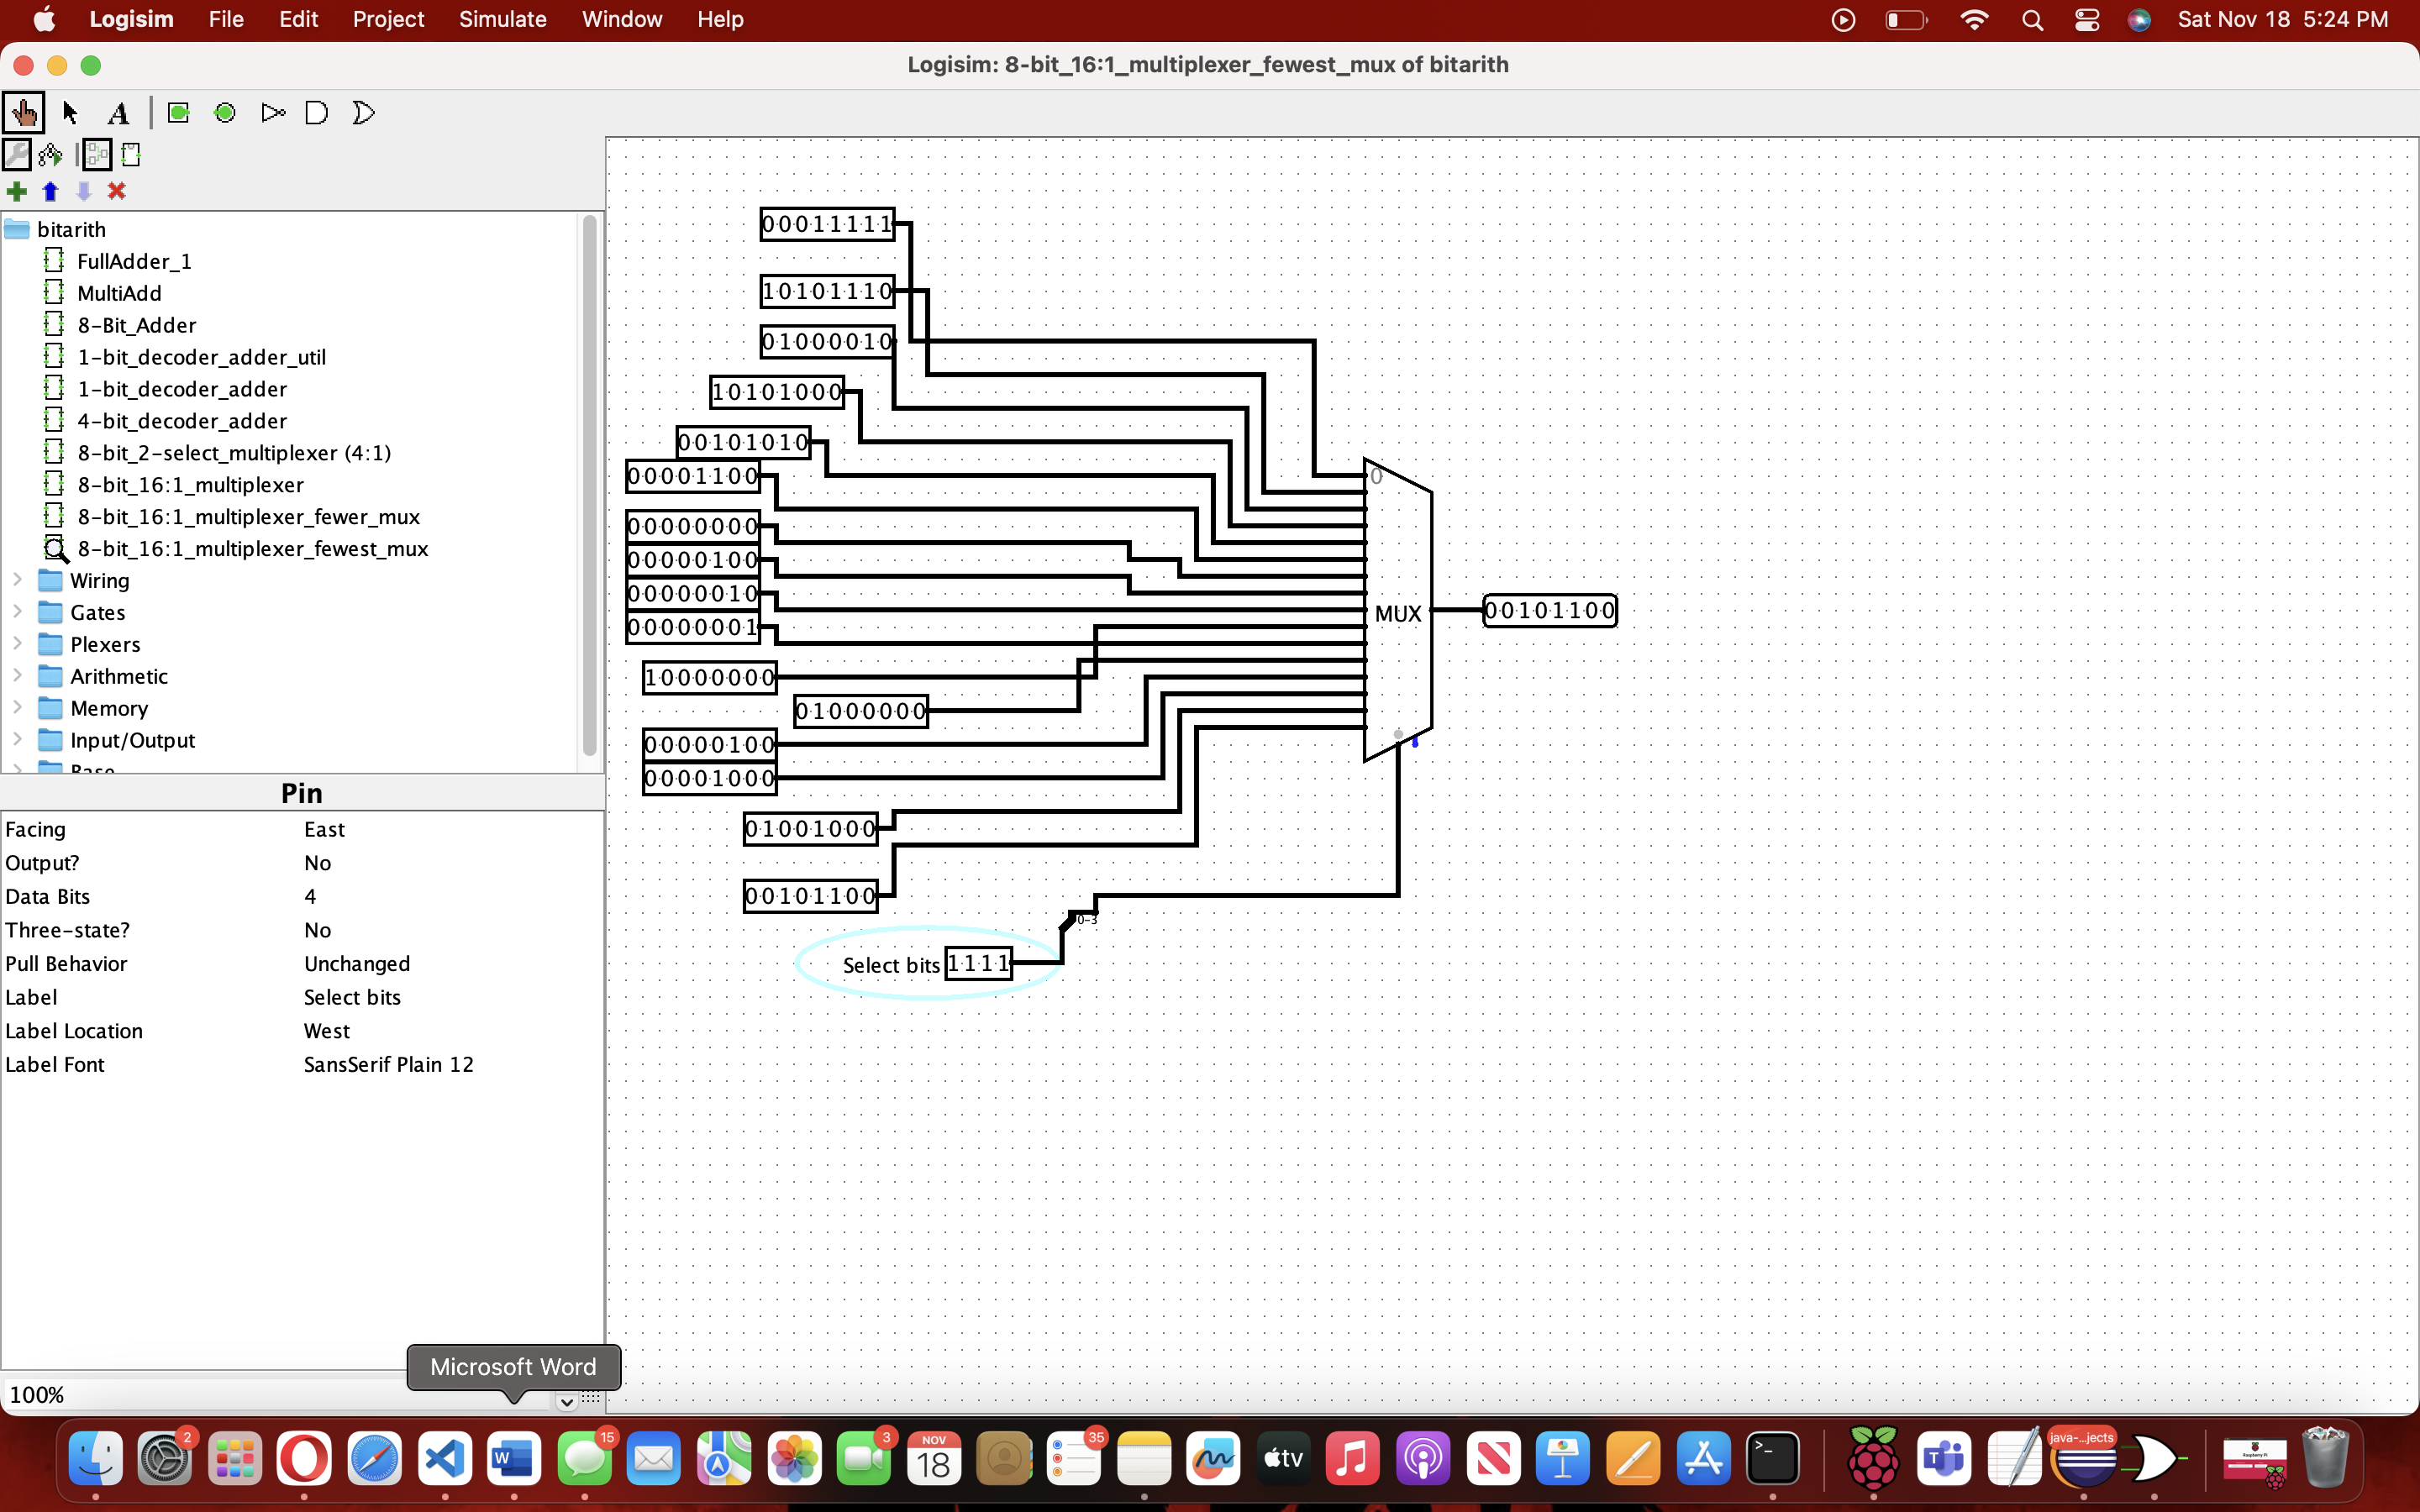 Logisim File Edit Project Simulate Window Help Sat Nov 18 5:24 PM
Logisim: 8-bit_16:1_multiplexer_fewest_mux of bitarith
A
bitarith
FullAdder_1
MultiAdd
8-Bit_Adder
1-bit_decoder_adder_util
1-bit_decoder_adder
4-bit_decoder_adder
8-bit_2-select_multiplexer (4:1)
8-bit_16:1_multiplexer
8-bit_16:1_multiplexer_fewer_mux
8-bit_16:1_multiplexer_fewest_mux
Wiring
Gates
Plexers
Arithmetic
Memory
Input/Output
Base
Pin
Facing East
Output? No
Data Bits 4
Three-state? No
Pull Behavior Unchanged
Label Select bits
Label Location West
Label Font SansSerif Plain 12
100%
00011111
10101110
01000010
10101000
00101010
00001100
00000000
00000100
00000010
00000001
10000000
01000000
00000100
00001000
01001000
00101100
0
MUX
00101100
0-3
Select bits 1111
Microsoft Word
2
W
15
3
NOV
18
35
tv
>_
T
java-...jects
Raspberry Pi